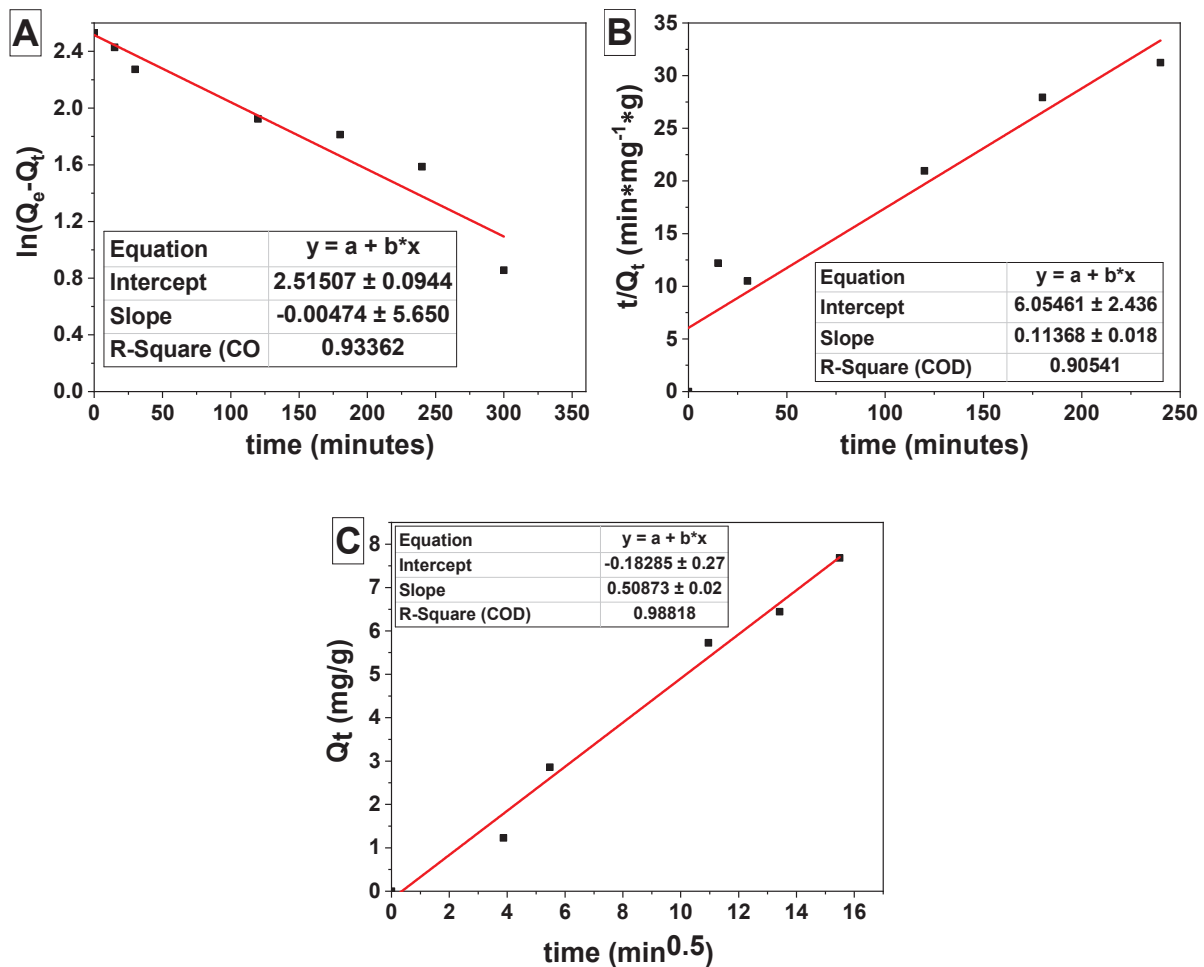 A
ln(Qe-Qt)
2.4
2.0
1.6
1.2
0.8
0.4
0.0
Equation y = a + b*x
Intercept 2.51507 ± 0.0944
Slope -0.00474 ± 5.650
R-Square (CO 0.93362
0 50 100 150 200 250 300 350
time (minutes)
B
t/Qt (min*mg-1*g)
35
30
25
20
15
10
5
0
Equation y = a + b*x
Intercept 6.05461 ± 2.436
Slope 0.11368 ± 0.018
R-Square (COD) 0.90541
0 50 100 150 200 250
time (minutes)
C
Qt (mg/g)
8
7
6
5
4
3
2
1
0
Equation y = a + b*x
Intercept -0.18285 ± 0.27
Slope 0.50873 ± 0.02
R-Square (COD) 0.98818
0 2 4 6 8 10 12 14 16
time (min0.5)